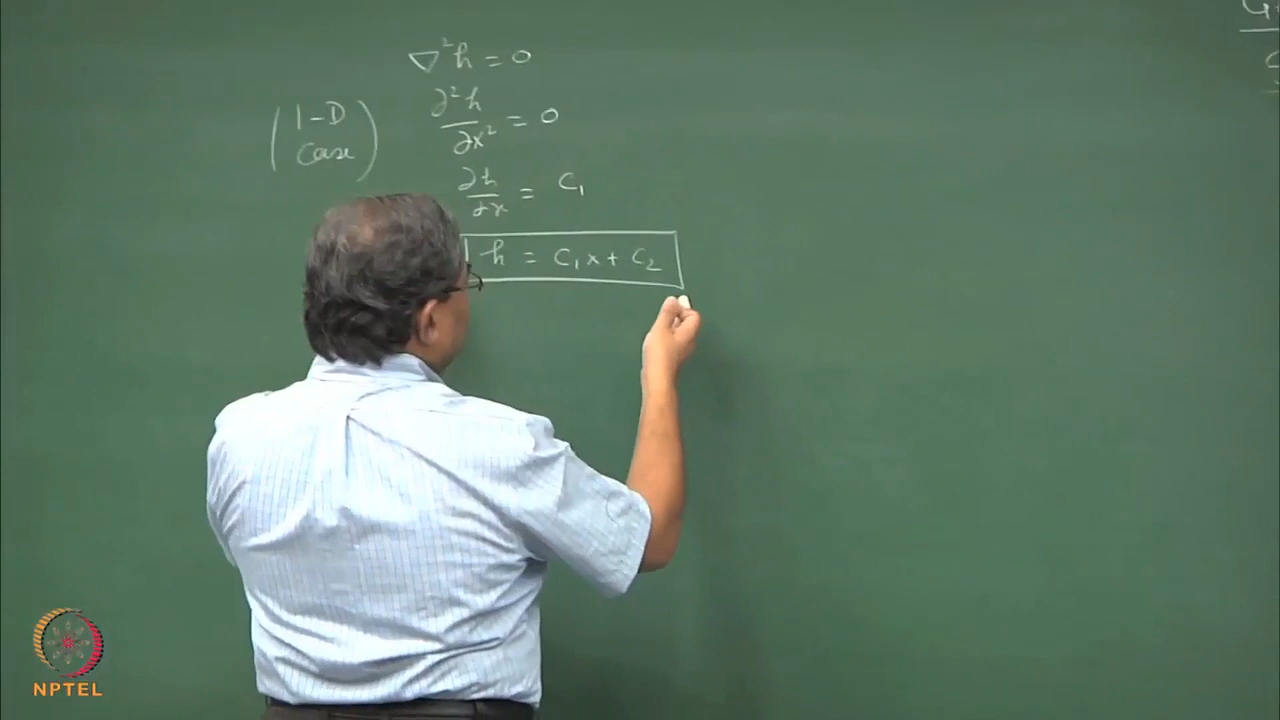 ∇²h = 0
(1-D case)
∂²h/∂x² = 0
∂h/∂x = C₁
h = C₁x + C₂
NPTEL